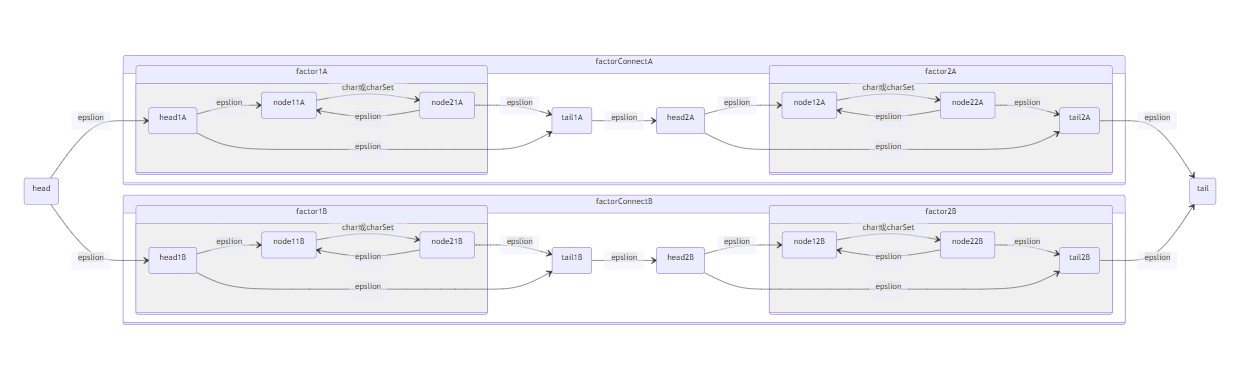 factorConnectA
factor1A
factor2A
char或charSet
char或charSet
epslion
node11A
node21A
epslion
epslion
node12A
node22A
epslion
epslion
head1A
epslion
tail1A
epslion
head2A
epslion
tail2A
epslion
epslion
epslion
head
tail
factorConnectB
factor1B
factor2B
char或charSet
char或charSet
epslion
node11B
node21B
epslion
epslion
node12B
node22B
epslion
epslion
head1B
epslion
tail1B
epslion
head2B
epslion
tail2B
epslion
epslion
epslion